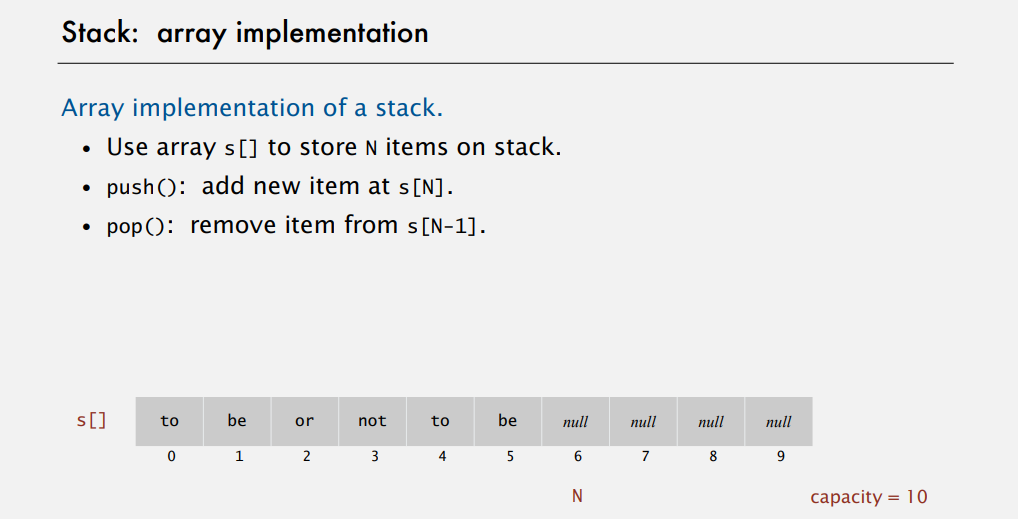 Stack: array implementation
Array implementation of a stack.
• Use array s[] to store N items on stack.
• push(): add new item at s[N].
• pop(): remove item from s[N-1].
s[] to be or not to be null null null null
0 1 2 3 4 5 6 7 8 9
N
capacity = 10